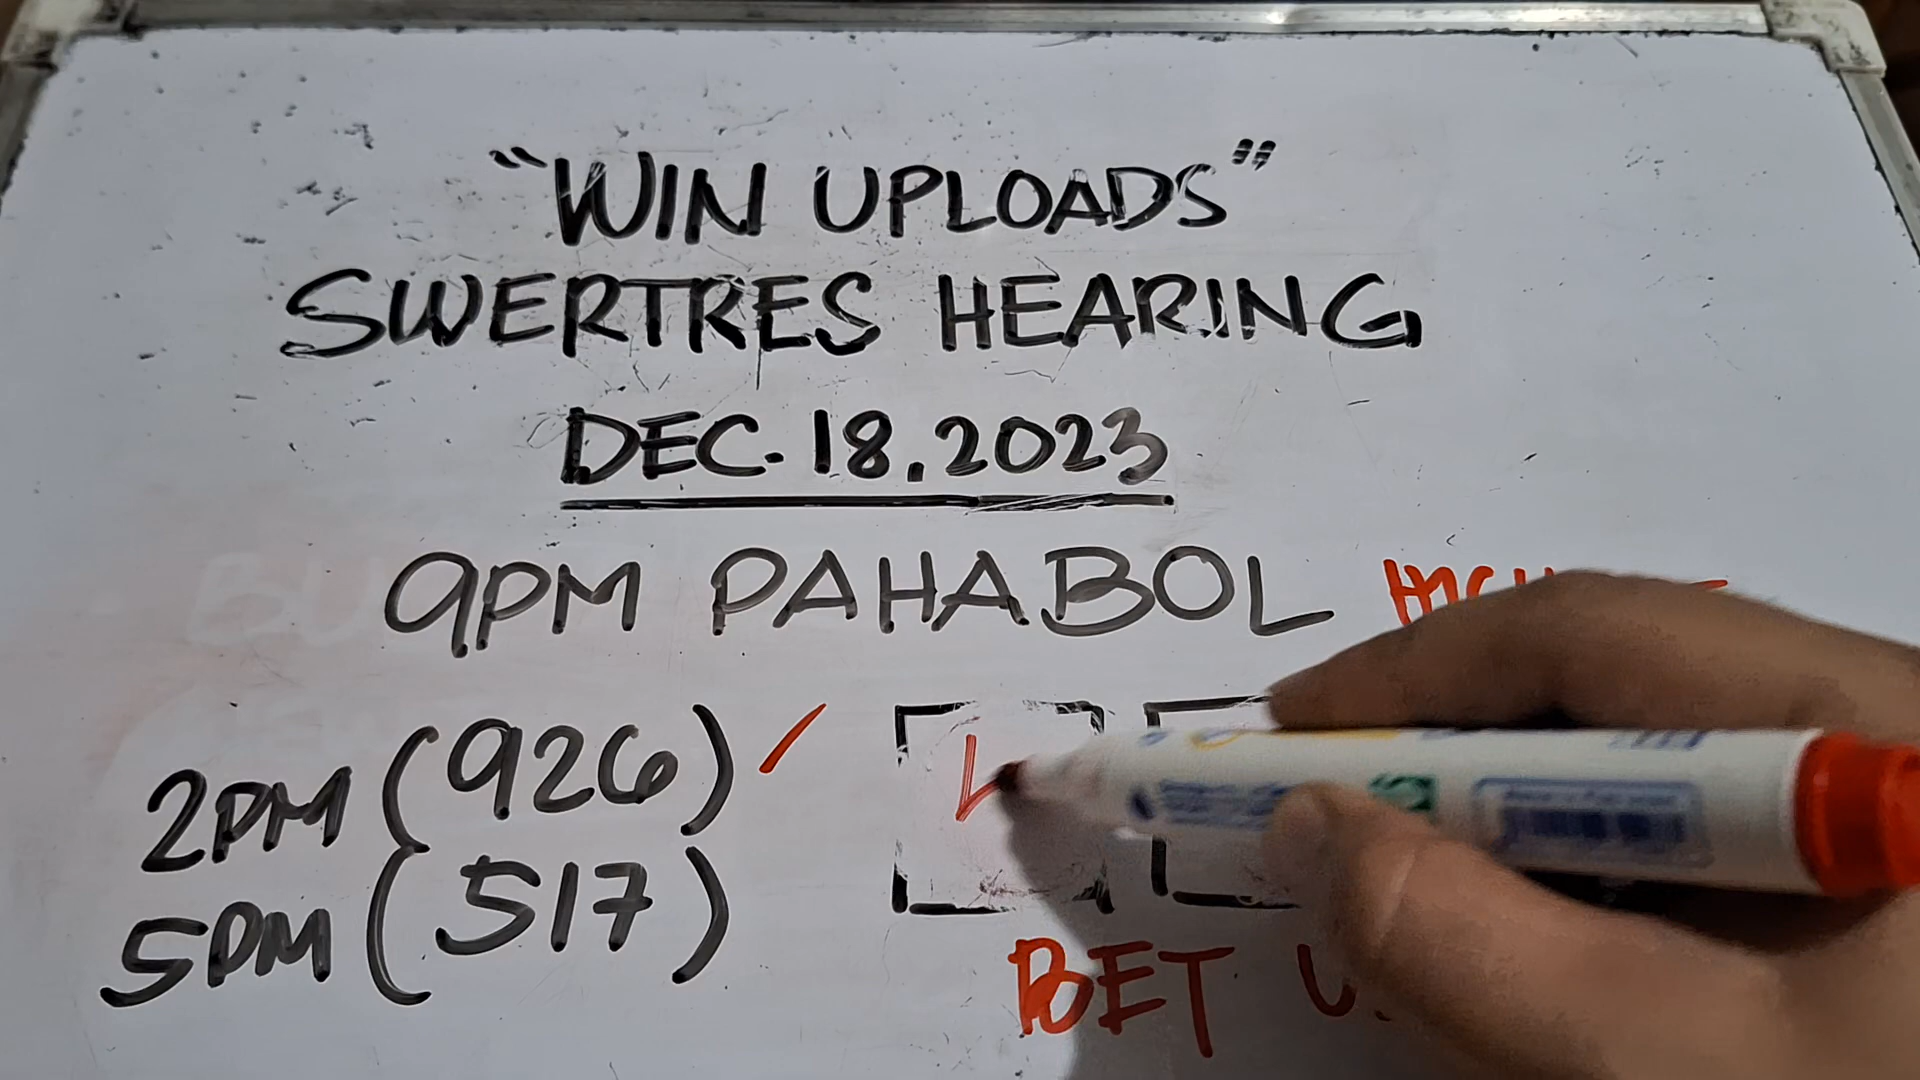 "WIN UPLOADS"
SWERTRES HEARING
DEC. 18. 2023
9PM PAHABOL
2PM (926)
5PM (517)
BET